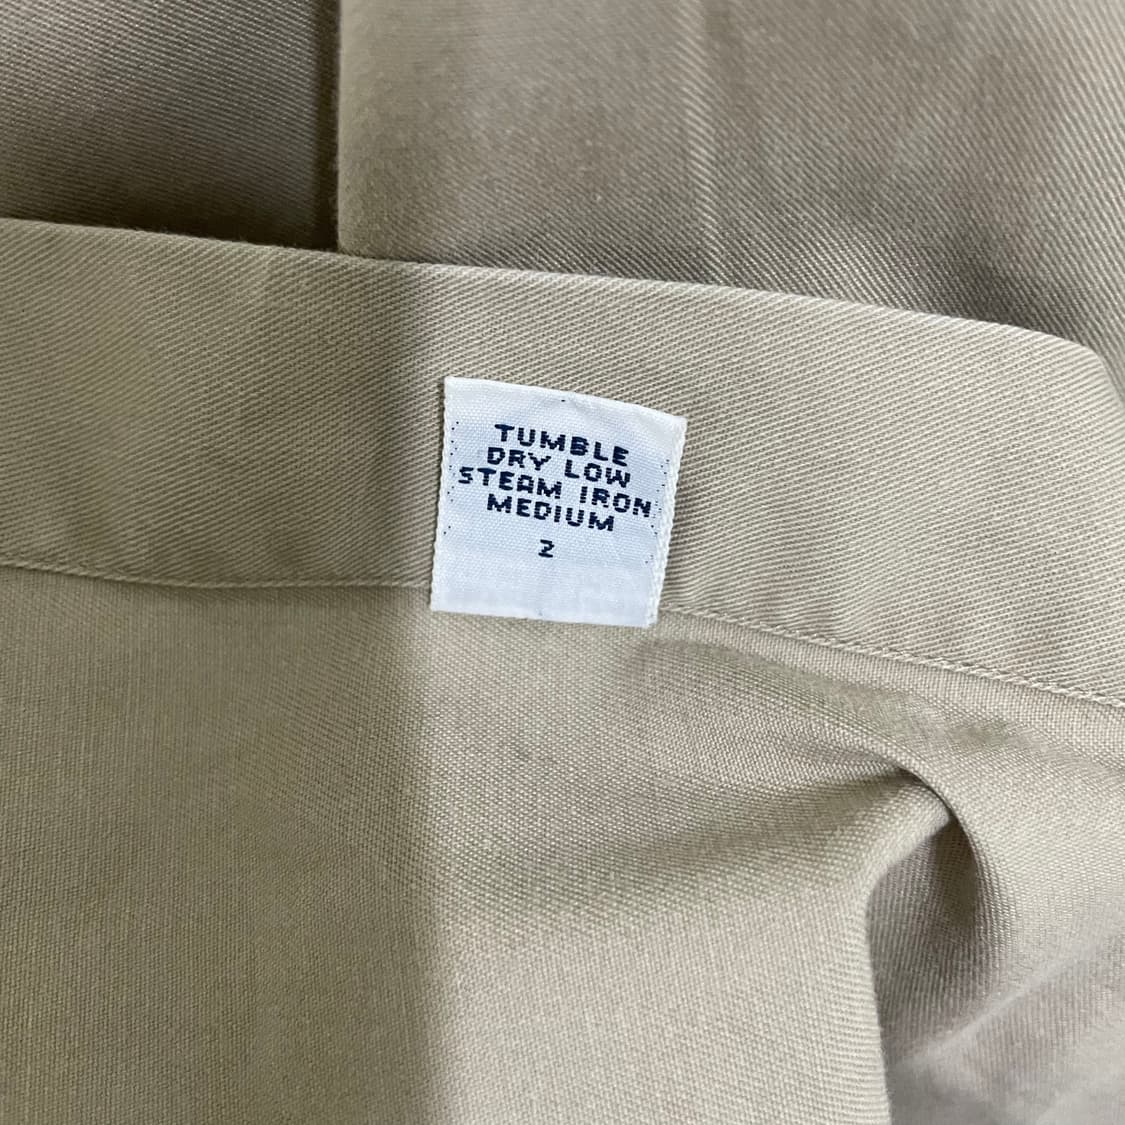 TUMBLE
DRY LOW
STEAM IRON
MEDIUM
2